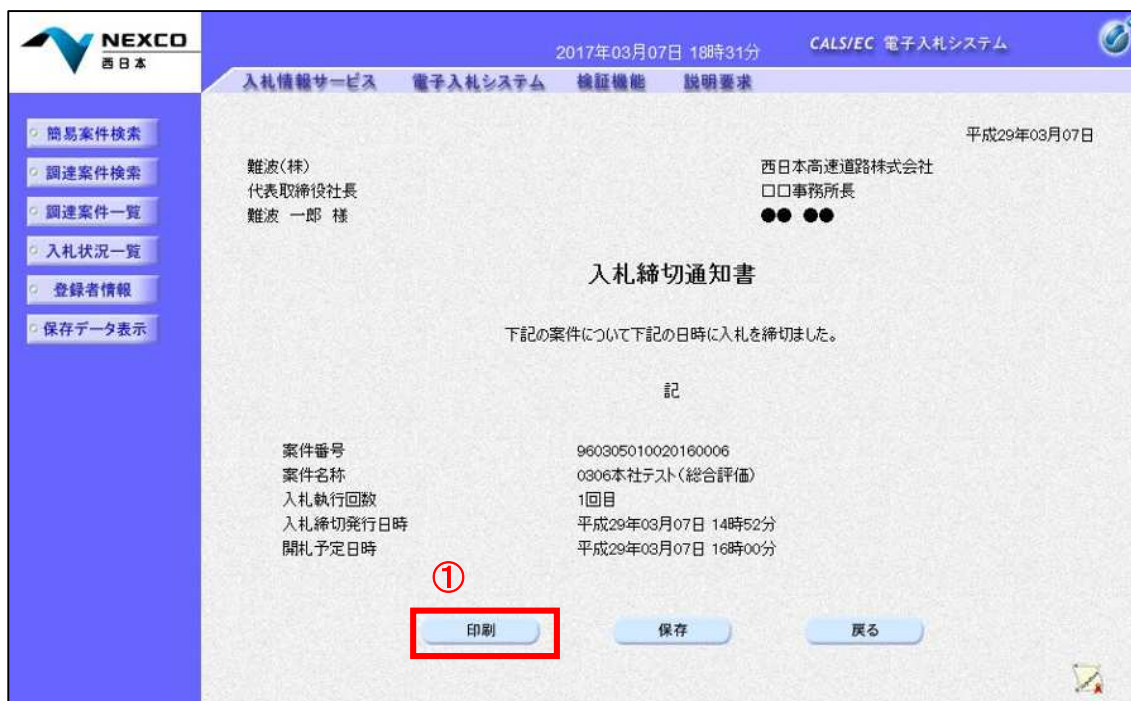 NEXCO
西日本
2017年03月07日 18時31分
CALS/EC 電子入札システム
入札情報サービス 電子入札システム 検証機能 説明要求
簡易案件検索
調達案件検索
調達案件一覧
入札状況一覧
登録者情報
保存データ表示
平成29年03月07日
難波(株)
代表取締役社長
難波 一郎 様
西日本高速道路株式会社
□□事務所長
●● ●●
入札締切通知書
下記の案件について下記の日時に入札を締切ました。
記
案件番号 960305010020160006
案件名称 0306本社テスト(総合評価)
入札執行回数 1回目
入札締切発行日時 平成29年03月07日 14時52分
開札予定日時 平成29年03月07日 16時00分
①
印刷 保存 戻る